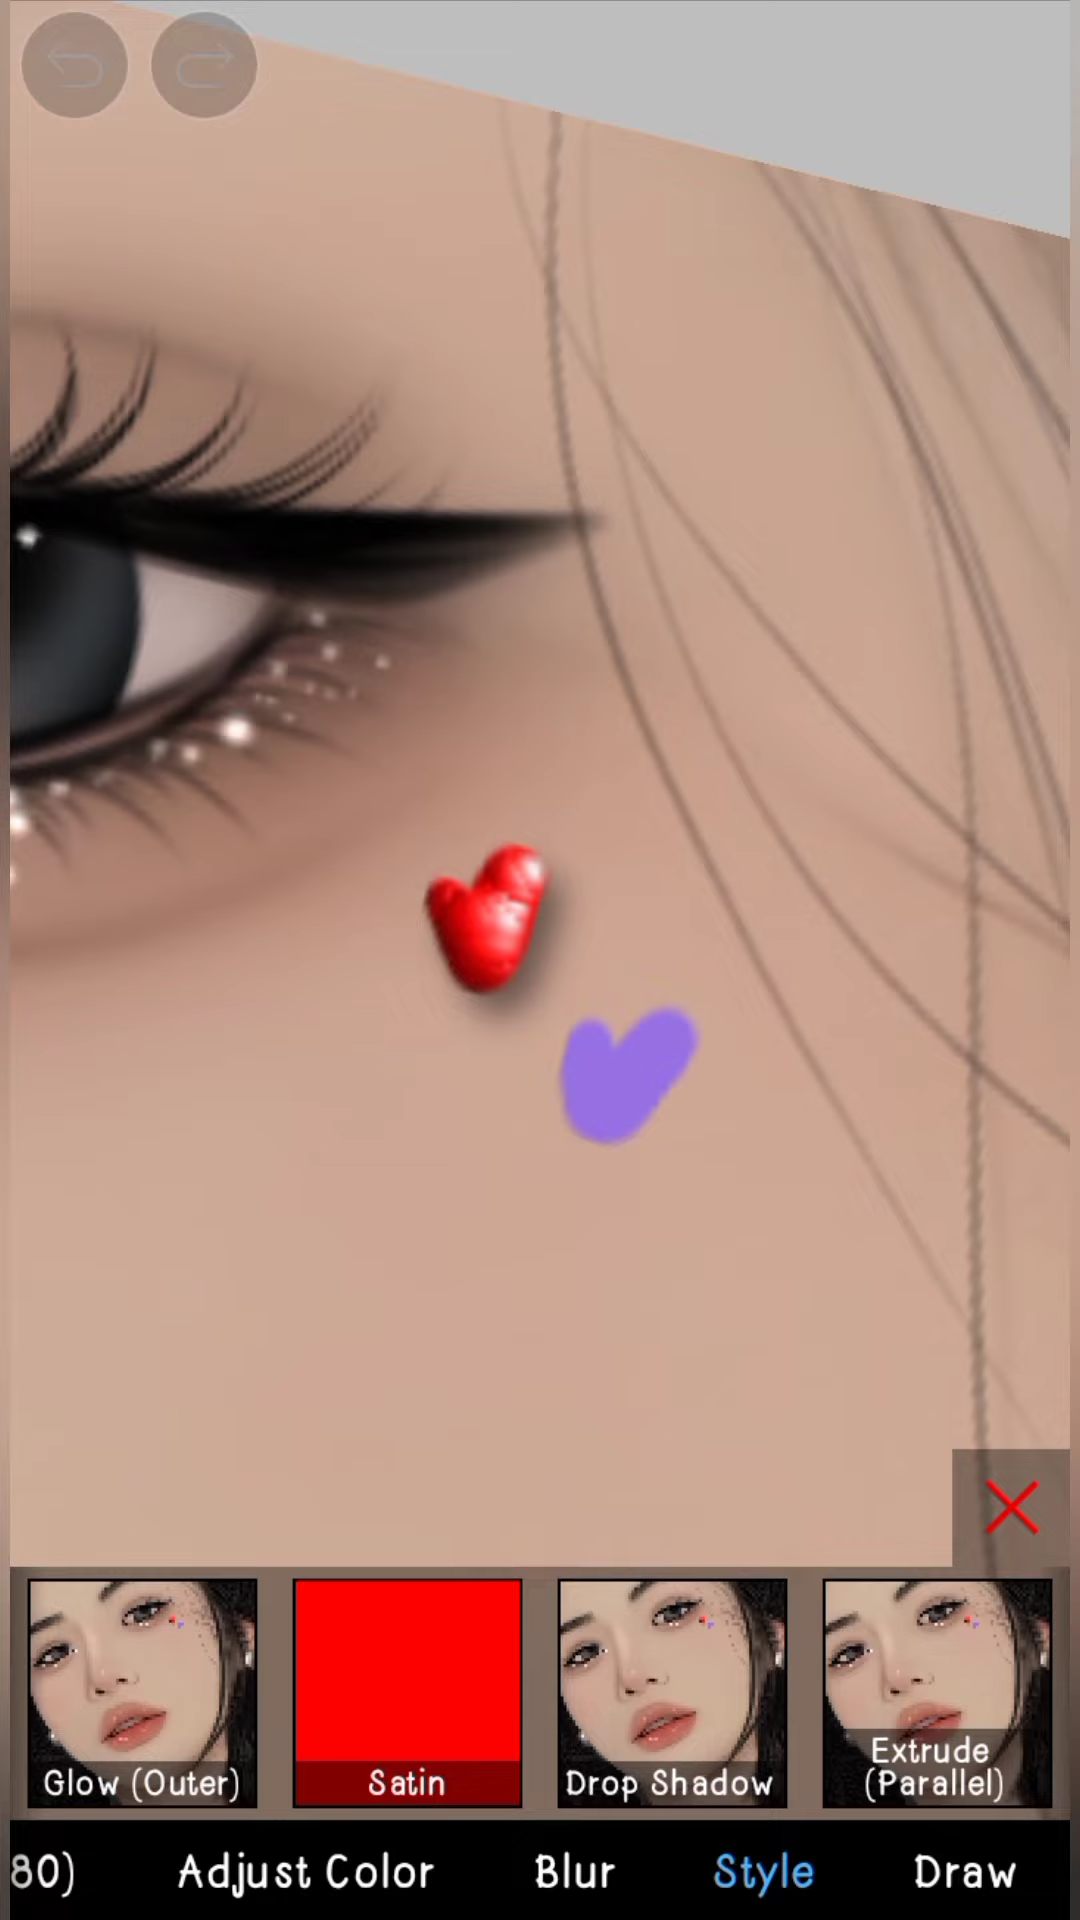 Glow (Outer)
Satin
Drop Shadow
Extrude
(Parallel)
80)
Adjust Color
Blur
Style
Draw